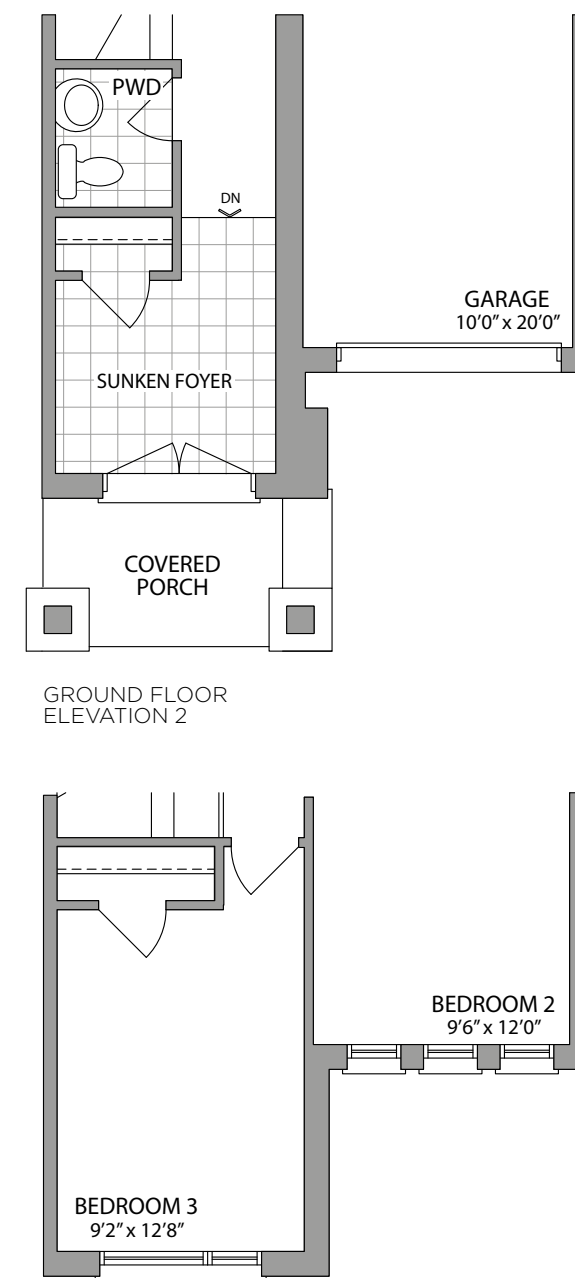 PWD
DN
GARAGE
10'0" x 20'0"
SUNKEN FOYER
COVERED
PORCH
GROUND FLOOR
ELEVATION 2
BEDROOM 2
9'6" x 12'0"
BEDROOM 3
9'2" x 12'8"